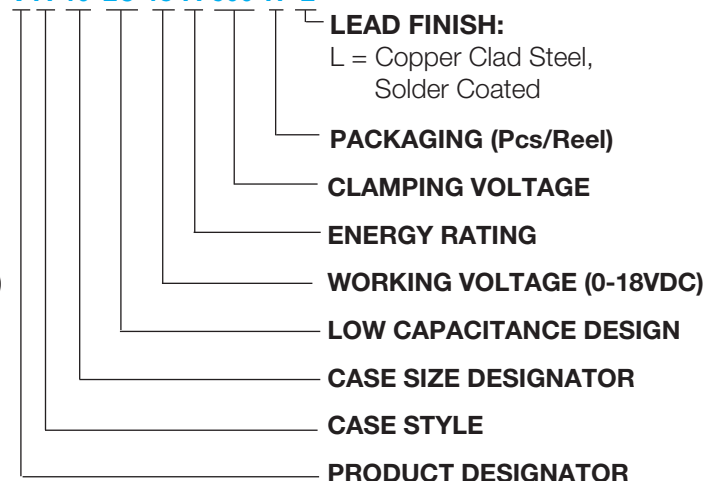 LEAD FINISH:
L = Copper Clad Steel,
Solder Coated
PACKAGING (Pcs/Reel)
CLAMPING VOLTAGE
ENERGY RATING
WORKING VOLTAGE (0-18VDC)
)
LOW CAPACITANCE DESIGN
CASE SIZE DESIGNATOR
CASE STYLE
PRODUCT DESIGNATOR